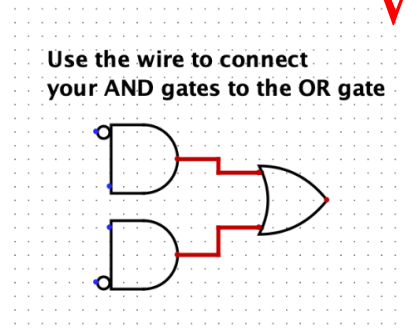 Use the wire to connect
your AND gates to the OR gate